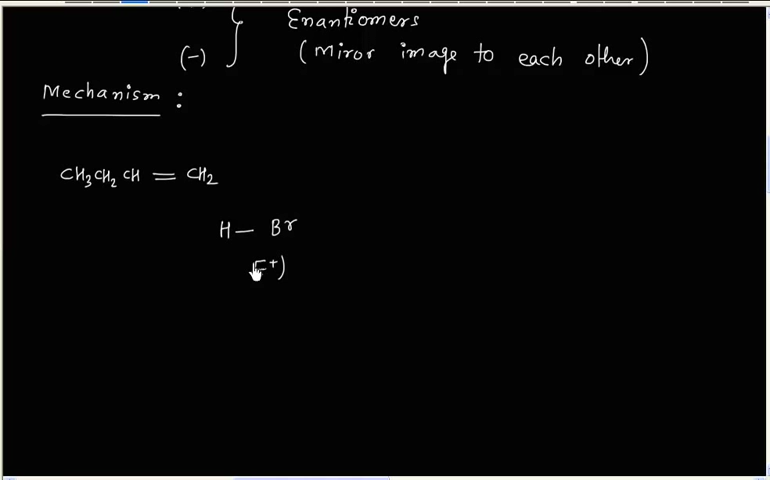 Enantiomers
(-) (Miror image to each other)
Mechanism :
CH3CH2CH = CH2
H — Br
E+)